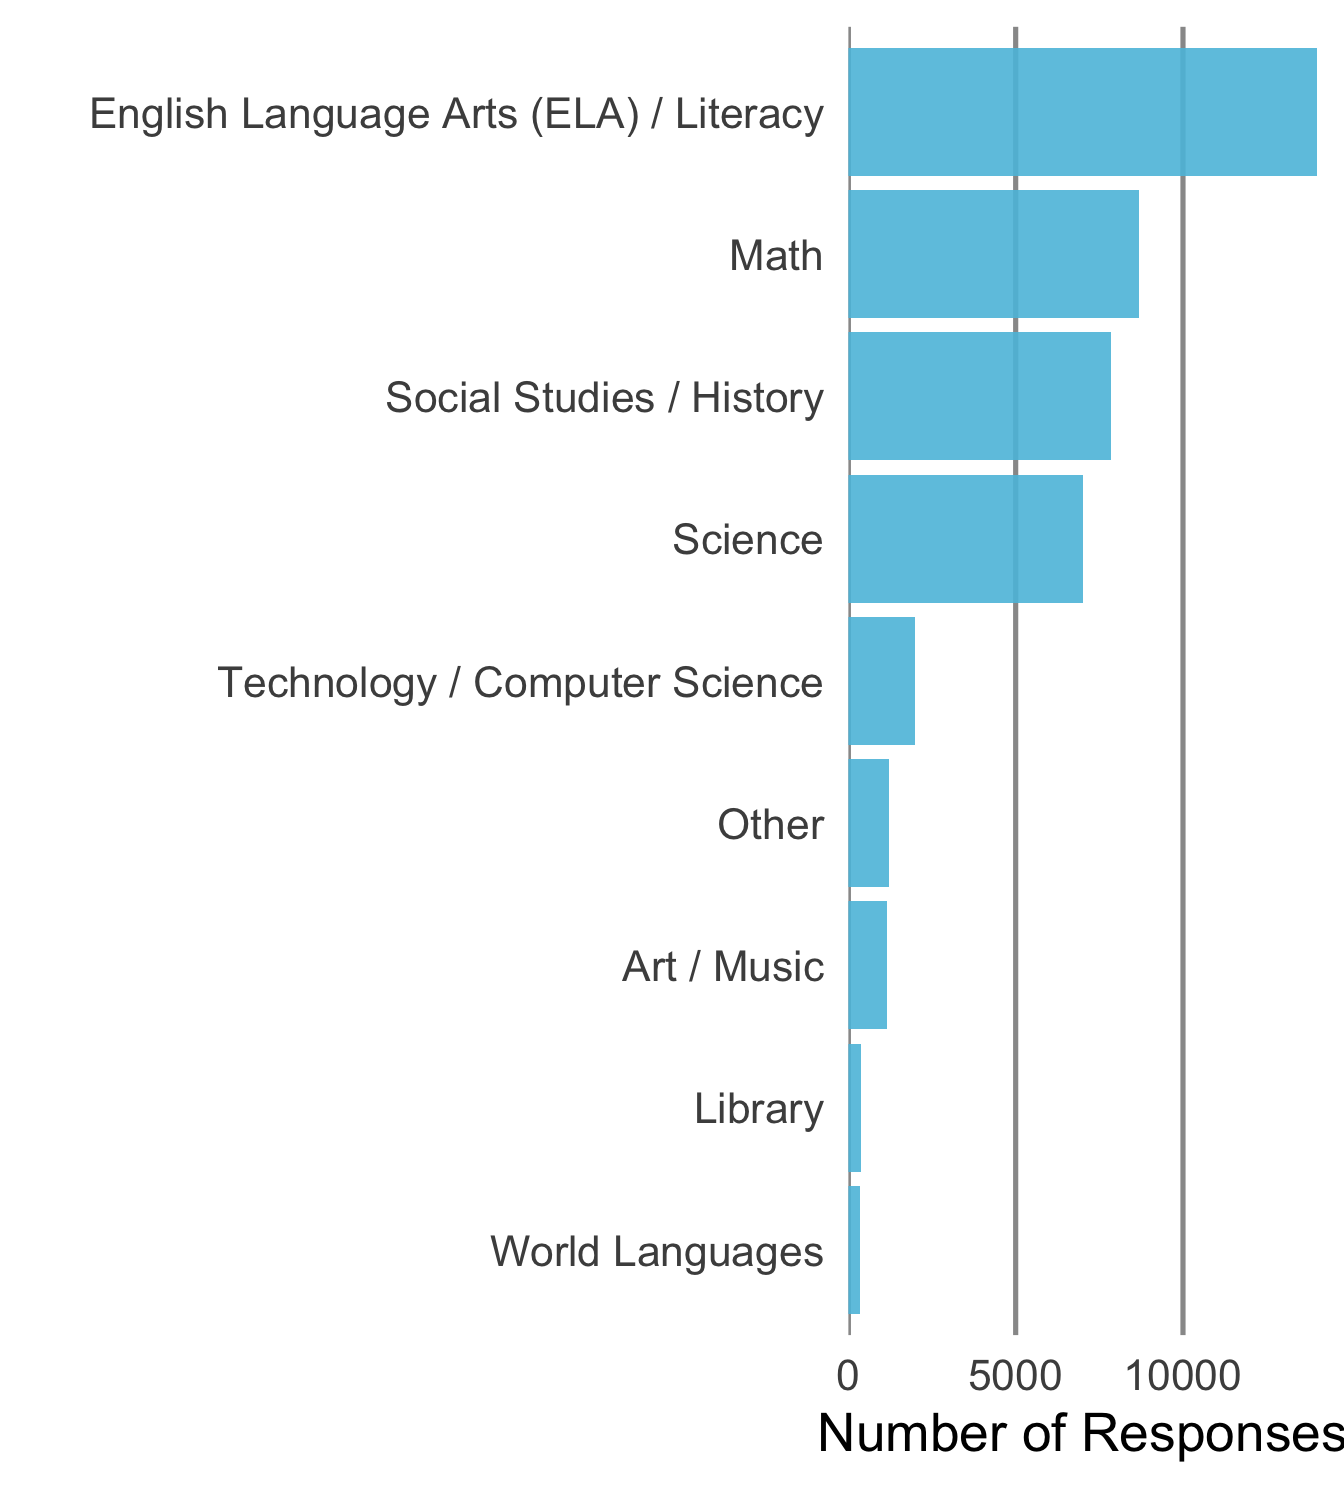 English Language Arts (ELA) / Literacy
Math
Social Studies / History
Science
Technology / Computer Science
Other
Art / Music
Library
World Languages
0 5000 10000
Number of Responses